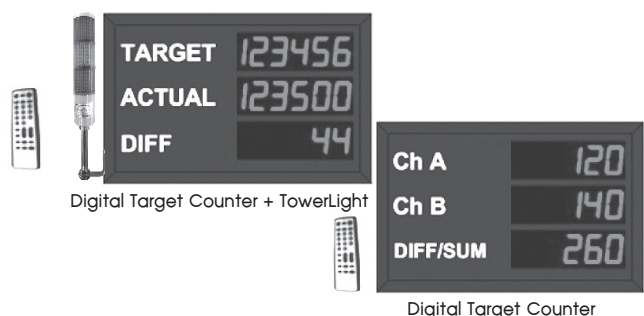 TARGET 123456
ACTUAL 123500
DIFF 44
Digital Target Counter + TowerLight
Ch A 120
Ch B 140
DIFF/SUM 260
Digital Target Counter